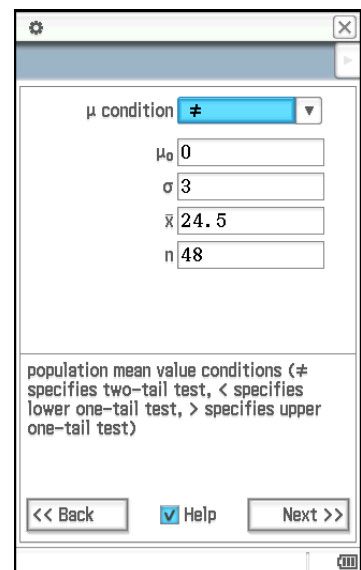 μ condition ≠
μ₀ 0
σ 3
x̄ 24.5
n 48
population mean value conditions (≠
specifies two-tail test, < specifies
lower one-tail test, > specifies upper
one-tail test)
<< Back Help Next >>